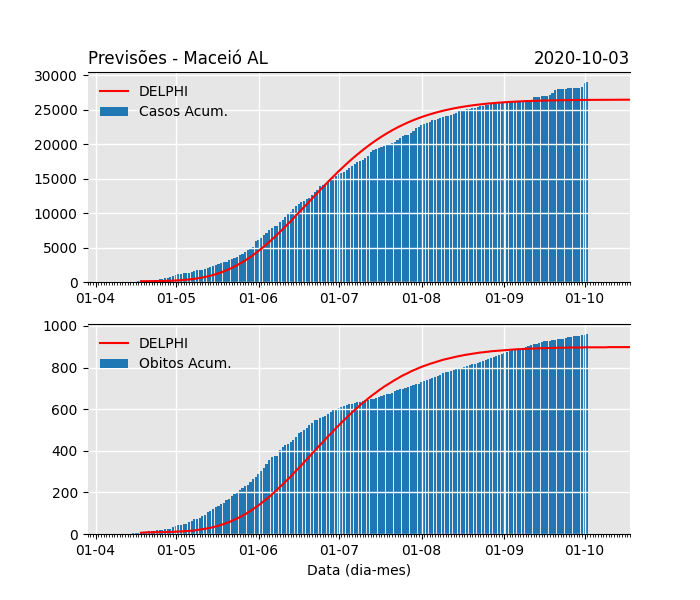 Previsões - Maceió AL 2020-10-03
30000
25000
20000
15000
10000
5000
0
DELPHI
Casos Acum.
01-04 01-05 01-06 01-07 01-08 01-09 01-10
1000
800
600
400
200
0
DELPHI
Obitos Acum.
01-04 01-05 01-06 01-07 01-08 01-09 01-10
Data (dia-mes)